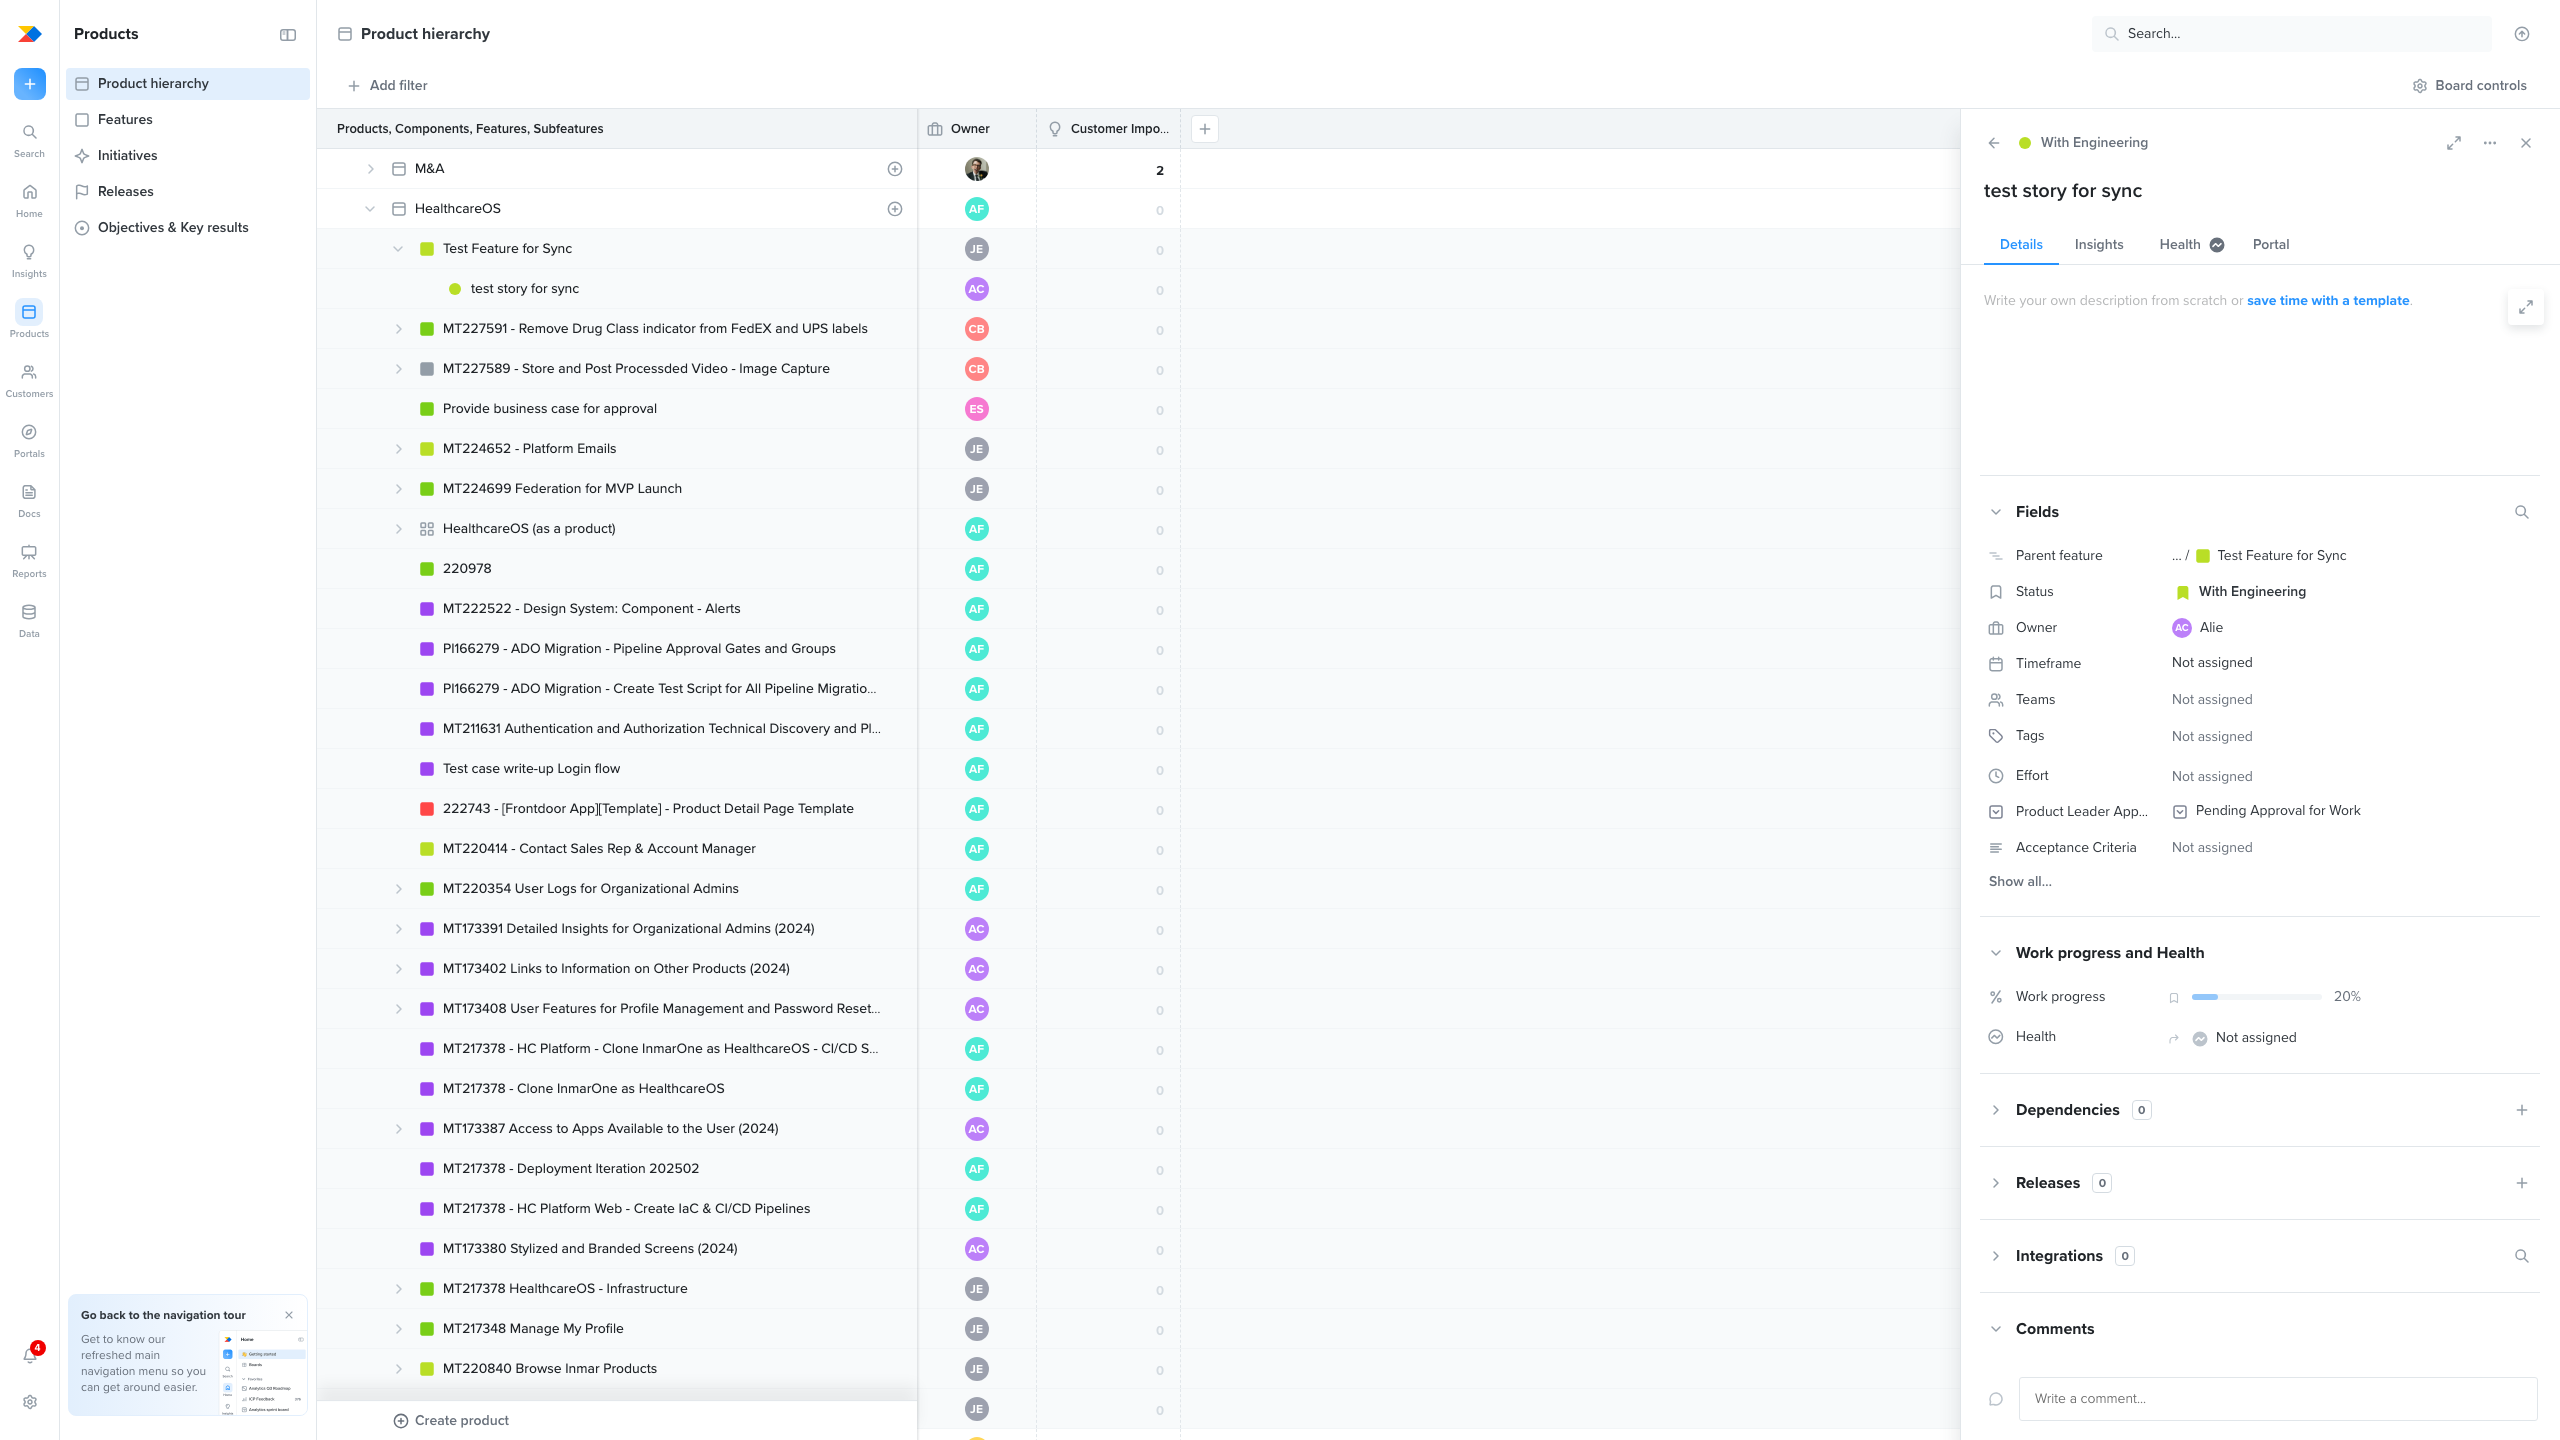 Products
Product hierarchy
Search...
Add filter
Board controls
Search
Home
Insights
Products
Customers
Portals
Docs
Reports
Data
4
Product hierarchy
Features
Initiatives
Releases
Objectives & Key results
Go back to the navigation tour
Get to know our
refreshed main
navigation menu so you
can get around easier.
Home
Products, Components, Features, Subfeatures Owner Customer Impo...
M&A 2
HealthcareOS AF 0
Test Feature for Sync JE 0
test story for sync AC 0
MT227591 - Remove Drug Class indicator from FedEX and UPS labels CB 0
MT227589 - Store and Post Processded Video - Image Capture CB 0
Provide business case for approval ES 0
MT224652 - Platform Emails JE 0
MT224699 Federation for MVP Launch JE 0
HealthcareOS (as a product) AF 0
220978 AF 0
MT222522 - Design System: Component - Alerts AF 0
PI166279 - ADO Migration - Pipeline Approval Gates and Groups AF 0
PI166279 - ADO Migration - Create Test Script for All Pipeline Migratio... AF 0
MT211631 Authentication and Authorization Technical Discovery and Pl... AF 0
Test case write-up Login flow AF 0
222743 - [Frontdoor App][Template] - Product Detail Page Template AF 0
MT220414 - Contact Sales Rep & Account Manager AF 0
MT220354 User Logs for Organizational Admins AF 0
MT173391 Detailed Insights for Organizational Admins (2024) AC 0
MT173402 Links to Information on Other Products (2024) AC 0
MT173408 User Features for Profile Management and Password Reset... AC 0
MT217378 - HC Platform - Clone InmarOne as HealthcareOS - CI/CD S... AF 0
MT217378 - Clone InmarOne as HealthcareOS AF 0
MT173387 Access to Apps Available to the User (2024) AC 0
MT217378 - Deployment Iteration 202502 AF 0
MT217378 - HC Platform Web - Create IaC & CI/CD Pipelines AF 0
MT173380 Stylized and Branded Screens (2024) AC 0
MT217378 HealthcareOS - Infrastructure JE 0
MT217348 Manage My Profile JE 0
MT220840 Browse Inmar Products JE 0
JE 0
Create product
With Engineering
test story for sync
Details Insights Health Portal
Write your own description from scratch or save time with a template.
Fields
Parent feature ... / Test Feature for Sync
Status With Engineering
Owner AC Alie
Timeframe Not assigned
Teams Not assigned
Tags Not assigned
Effort Not assigned
Product Leader App... Pending Approval for Work
Acceptance Criteria Not assigned
Show all...
Work progress and Health
Work progress 20%
Health Not assigned
Dependencies 0
Releases 0
Integrations 0
Comments
Write a comment...